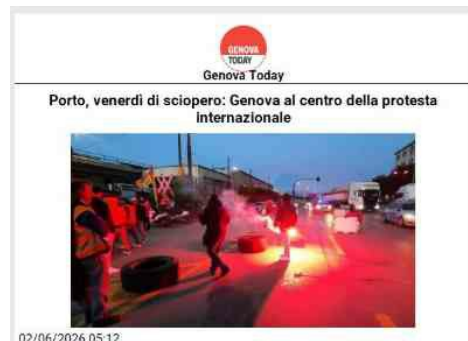 GENOVA
TODAY
Genova Today
Porto, venerdì di sciopero: Genova al centro della protesta
internazionale
02/06/2026 05:12